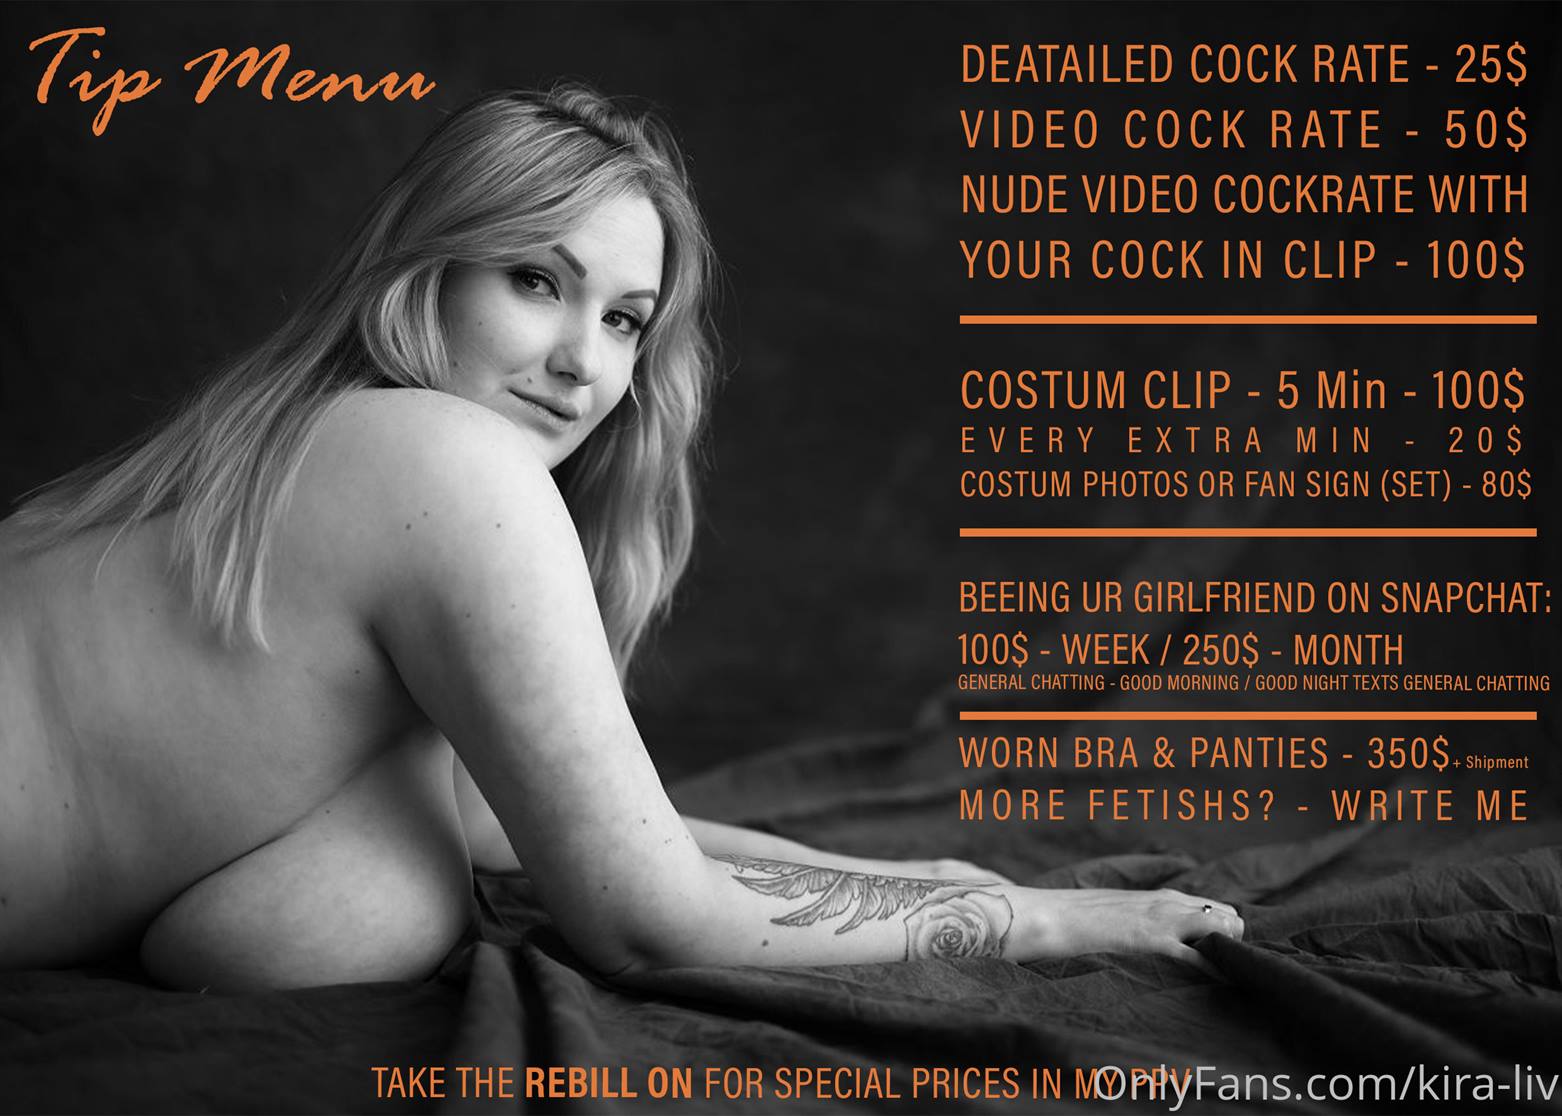 Tip Menu
DEATAILED COCK RATE - 25$
VIDEO COCK RATE - 50$
NUDE VIDEO COCKRATE WITH
YOUR COCK IN CLIP - 100$
COSTUM CLIP - 5 Min - 100$
EVERY EXTRA MIN - 20$
COSTUM PHOTOS OR FAN SIGN (SET) - 80$
BEEING UR GIRLFRIEND ON SNAPCHAT:
100$ - WEEK / 250$ - MONTH
GENERAL CHATTING - GOOD MORNING / GOOD NIGHT TEXTS GENERAL CHATTING
WORN BRA & PANTIES - 350$ + Shipment
MORE FETISHS? - WRITE ME
TAKE THE REBILL ON FOR SPECIAL PRICES IN MY PPV
OnlyFans.com/kira-liv